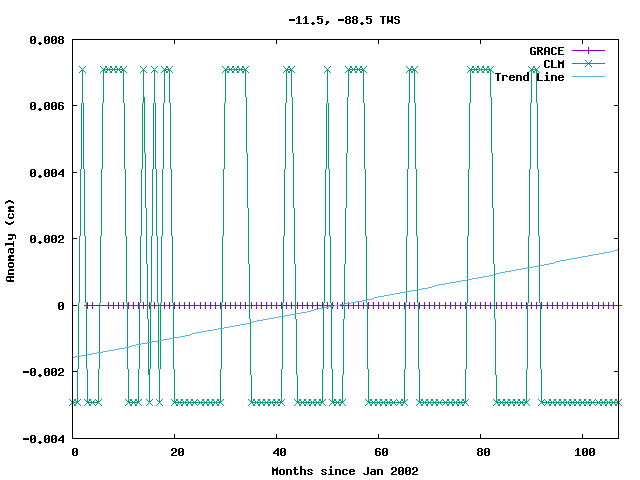 -11.5, -88.5 TWS
GRACE
CLM
Trend Line
0.008
0.006
0.004
0.002
0
-0.002
-0.004
Anomaly (cm)
0 20 40 60 80 100
Months since Jan 2002